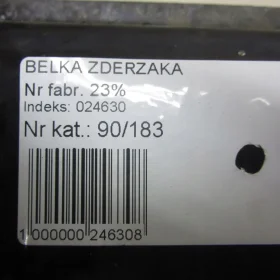 BELKA ZDERZAKA
Nr fabr. 23%
Indeks: 024630
Nr kat.: 90/183
1 000000 246308